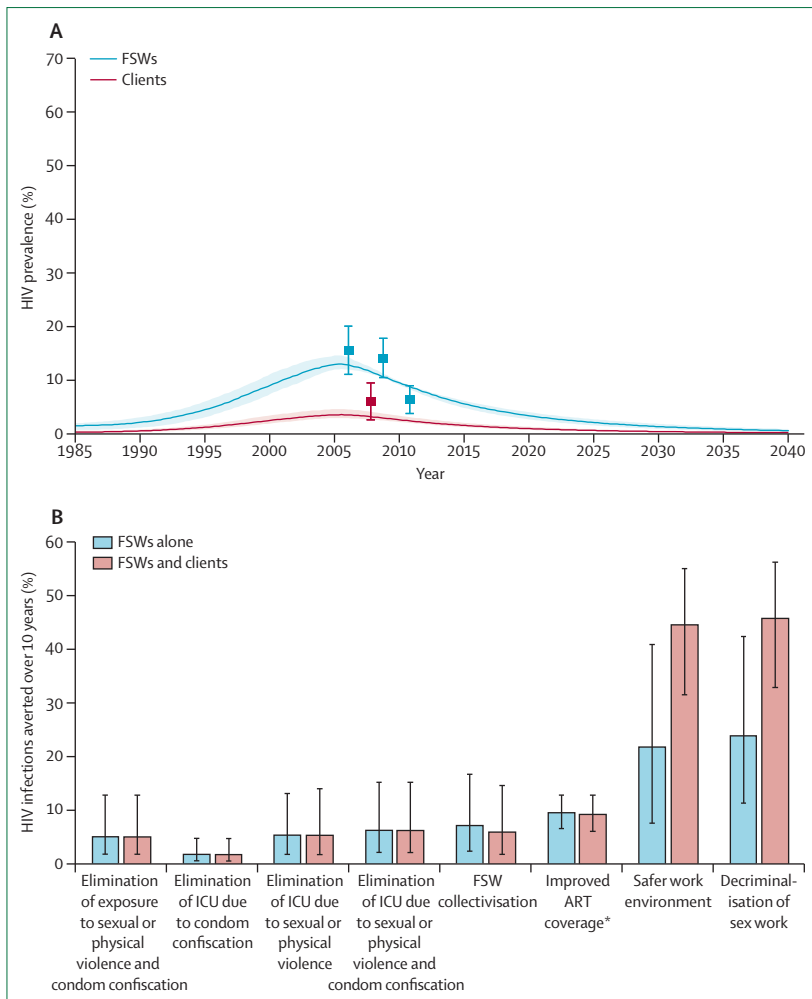 A
70
60
50
40
30
20
10
0
HIV prevalence (%)
FSWs
Clients
1985 1990 1995 2000 2005 2010 2015 2020 2025 2030 2035 2040
Year
B
60
50
40
30
20
10
0
HIV infections averted over 10 years (%)
FSWs alone
FSWs and clients
Elimination
of exposure
to sexual or
physical
violence and
condom confiscation
Elimination
of ICU due
to condom
confiscation
Elimination
of ICU due to
sexual or
physical
violence
Elimination of
ICU due to
sexual or
physical violence and
condom confiscation
FSW
collectivisation
Improved
ART
coverage*
Safer work
environment
Decriminal-
isation of
sex work